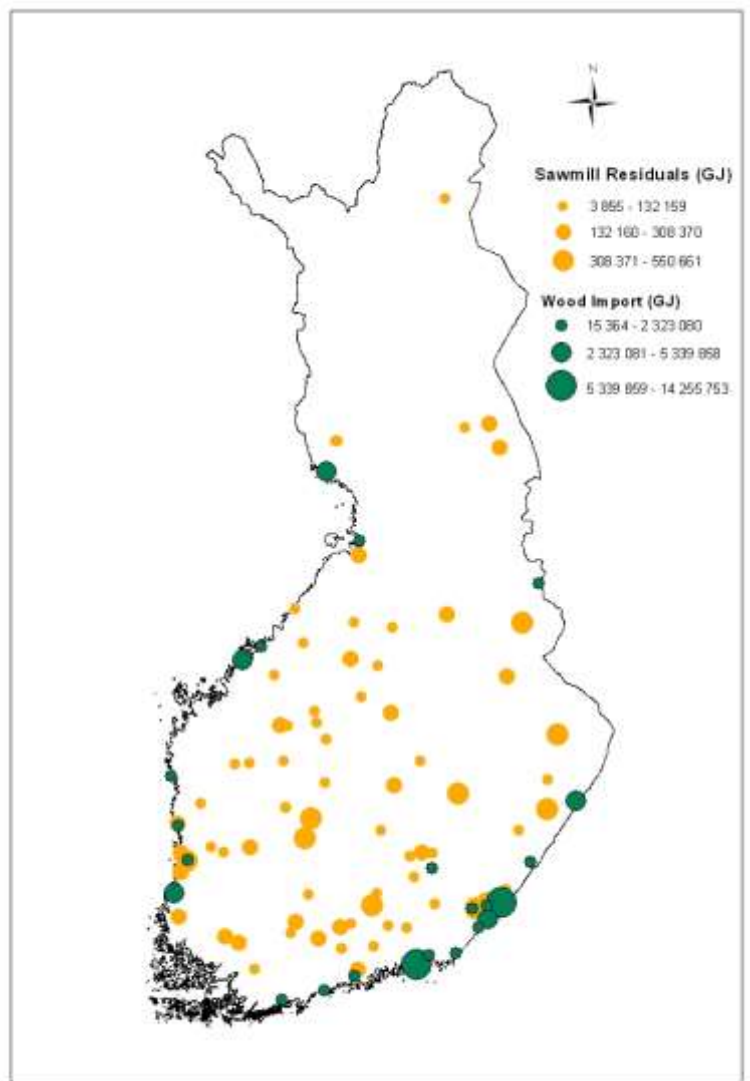 N
Sawmill Residuals (GJ)
3 855 - 132 159
132 160 - 308 370
308 371 - 550 661
Wood Import (GJ)
15 364 - 2 323 080
2 323 081 - 5 339 858
5 339 859 - 14 255 753